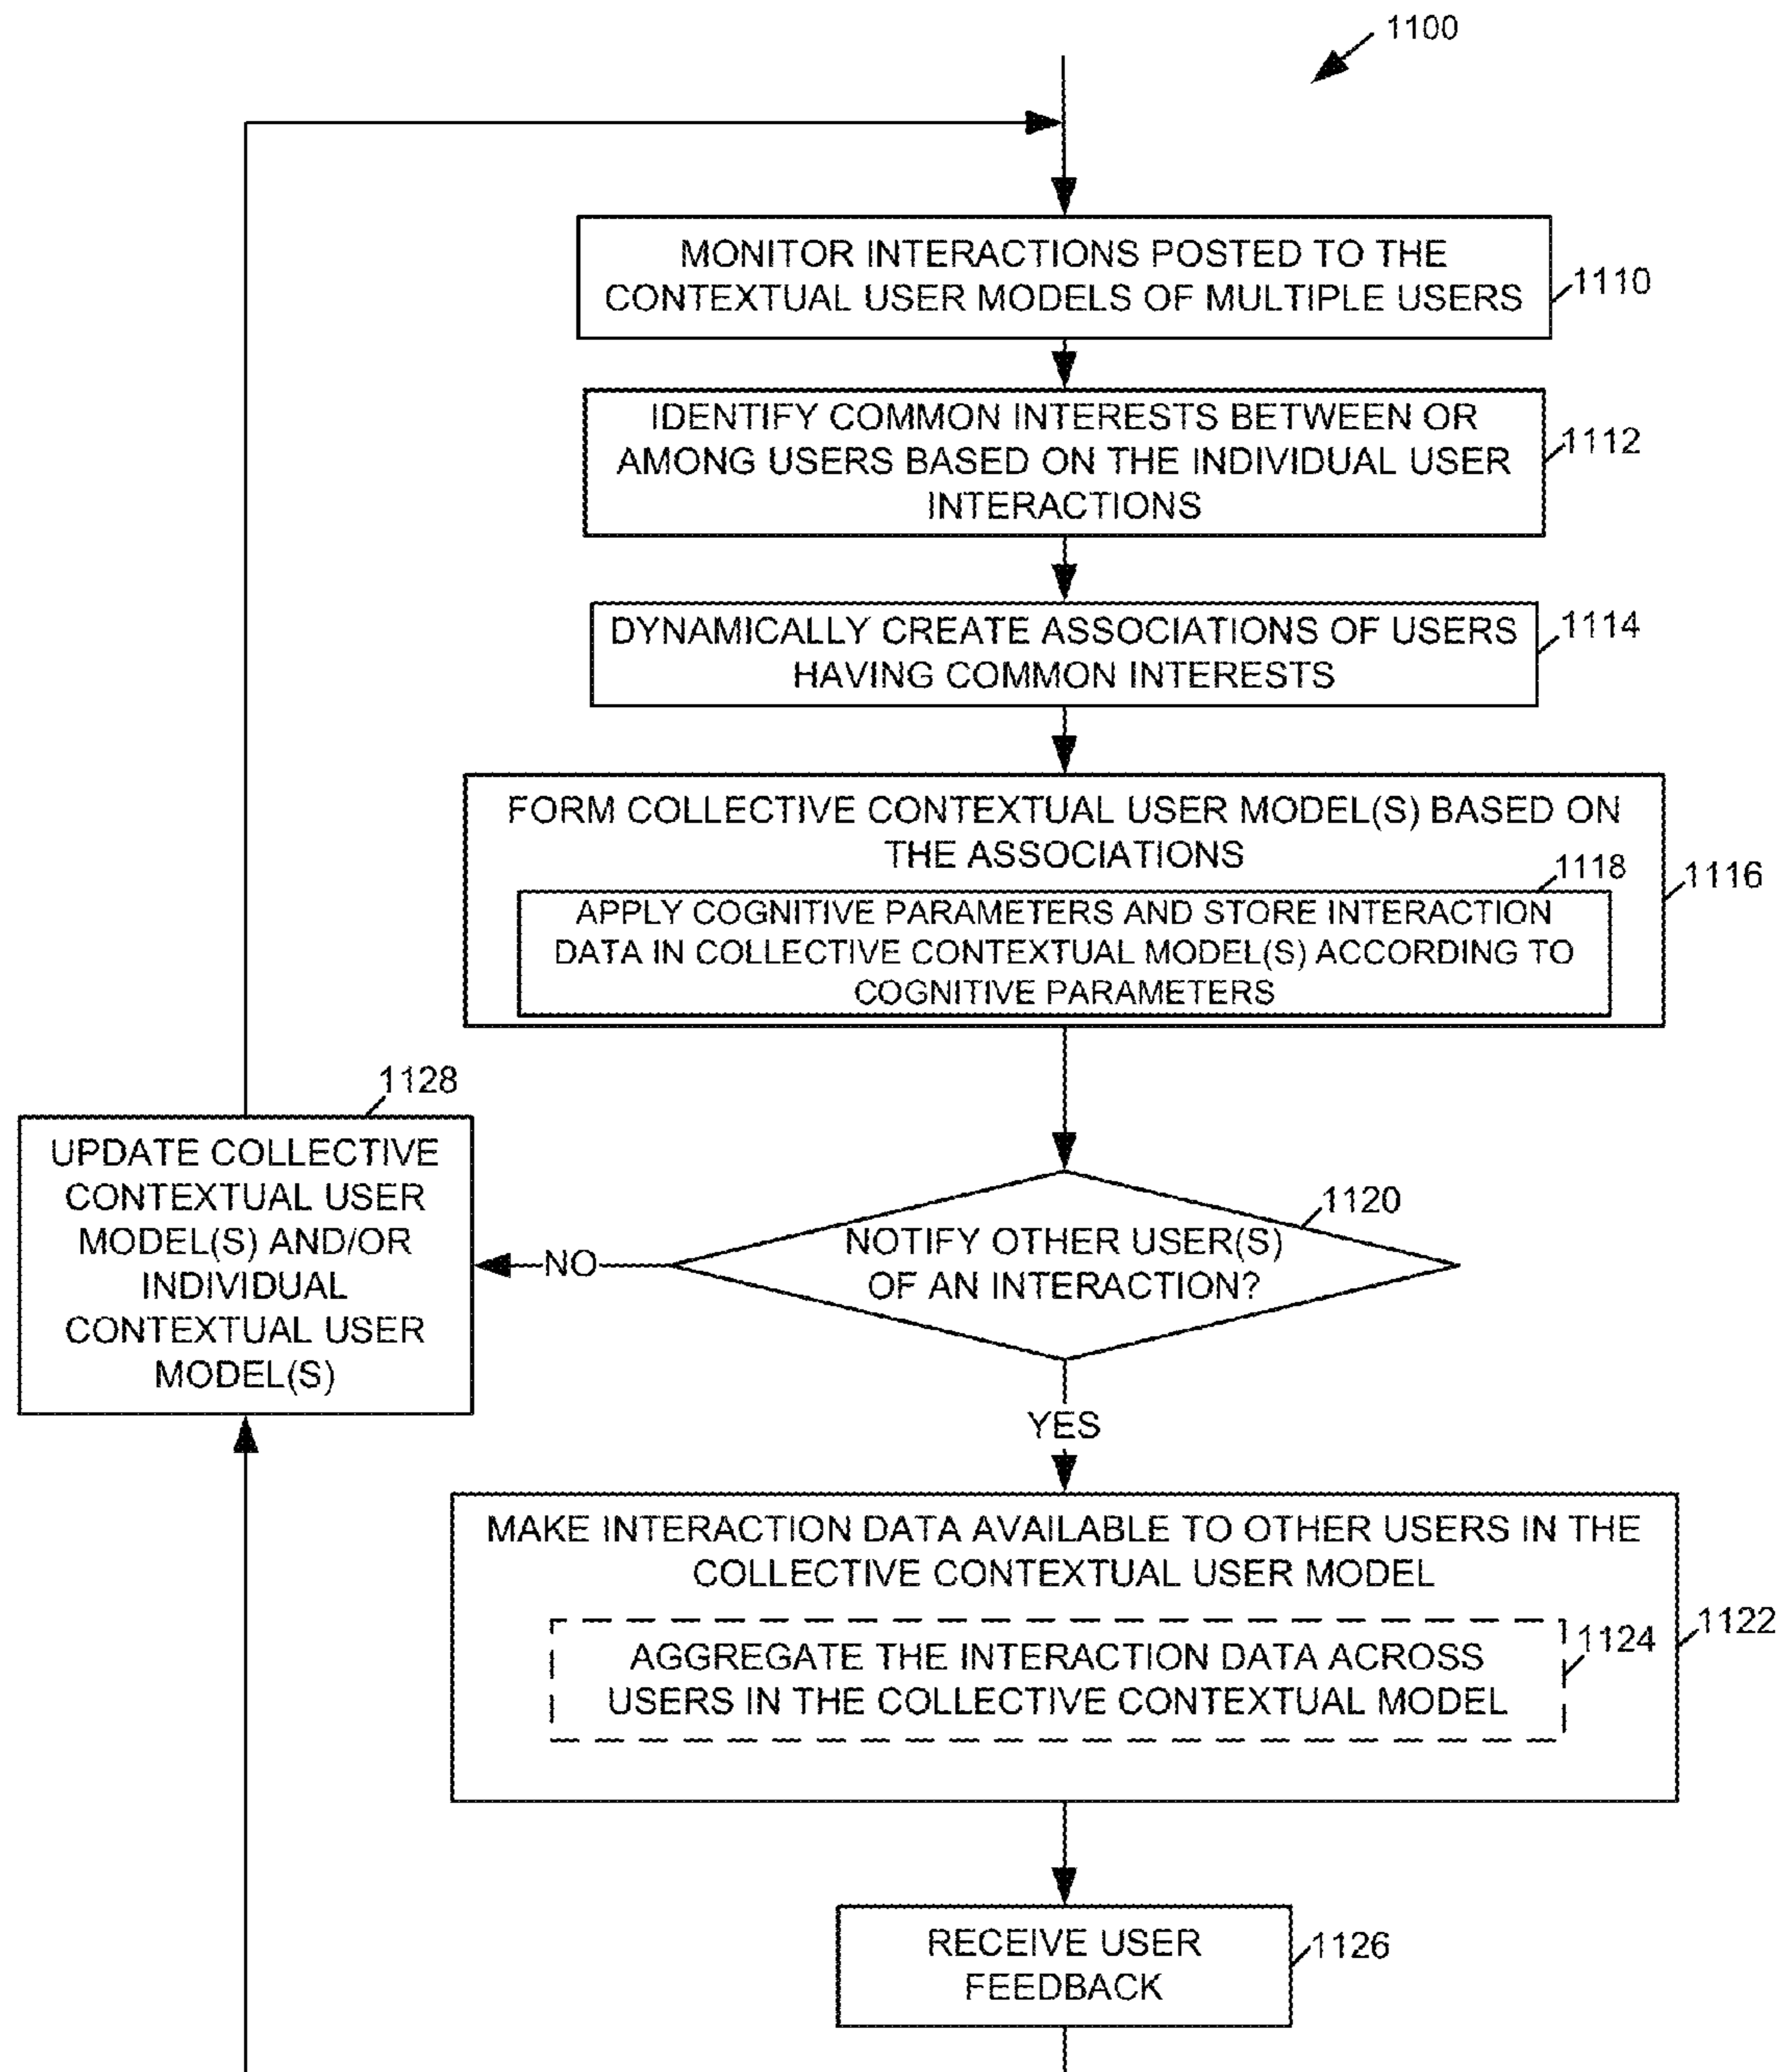 1100
MONITOR INTERACTIONS POSTED TO THE
CONTEXTUAL USER MODELS OF MULTIPLE USERS
1110
IDENTIFY COMMON INTERESTS BETWEEN OR
AMONG USERS BASED ON THE INDIVIDUAL USER
INTERACTIONS
1112
DYNAMICALLY CREATE ASSOCIATIONS OF USERS
HAVING COMMON INTERESTS
1114
FORM COLLECTIVE CONTEXTUAL USER MODEL(S) BASED ON
THE ASSOCIATIONS
1116
1118
APPLY COGNITIVE PARAMETERS AND STORE INTERACTION
DATA IN COLLECTIVE CONTEXTUAL MODEL(S) ACCORDING TO
COGNITIVE PARAMETERS
1128
UPDATE COLLECTIVE
CONTEXTUAL USER
MODEL(S) AND/OR
INDIVIDUAL
CONTEXTUAL USER
MODEL(S)
1120
NOTIFY OTHER USER(S)
OF AN INTERACTION?
NO
YES
MAKE INTERACTION DATA AVAILABLE TO OTHER USERS IN THE
COLLECTIVE CONTEXTUAL USER MODEL
1122
AGGREGATE THE INTERACTION DATA ACROSS
USERS IN THE COLLECTIVE CONTEXTUAL MODEL
1124
RECEIVE USER
FEEDBACK
1126